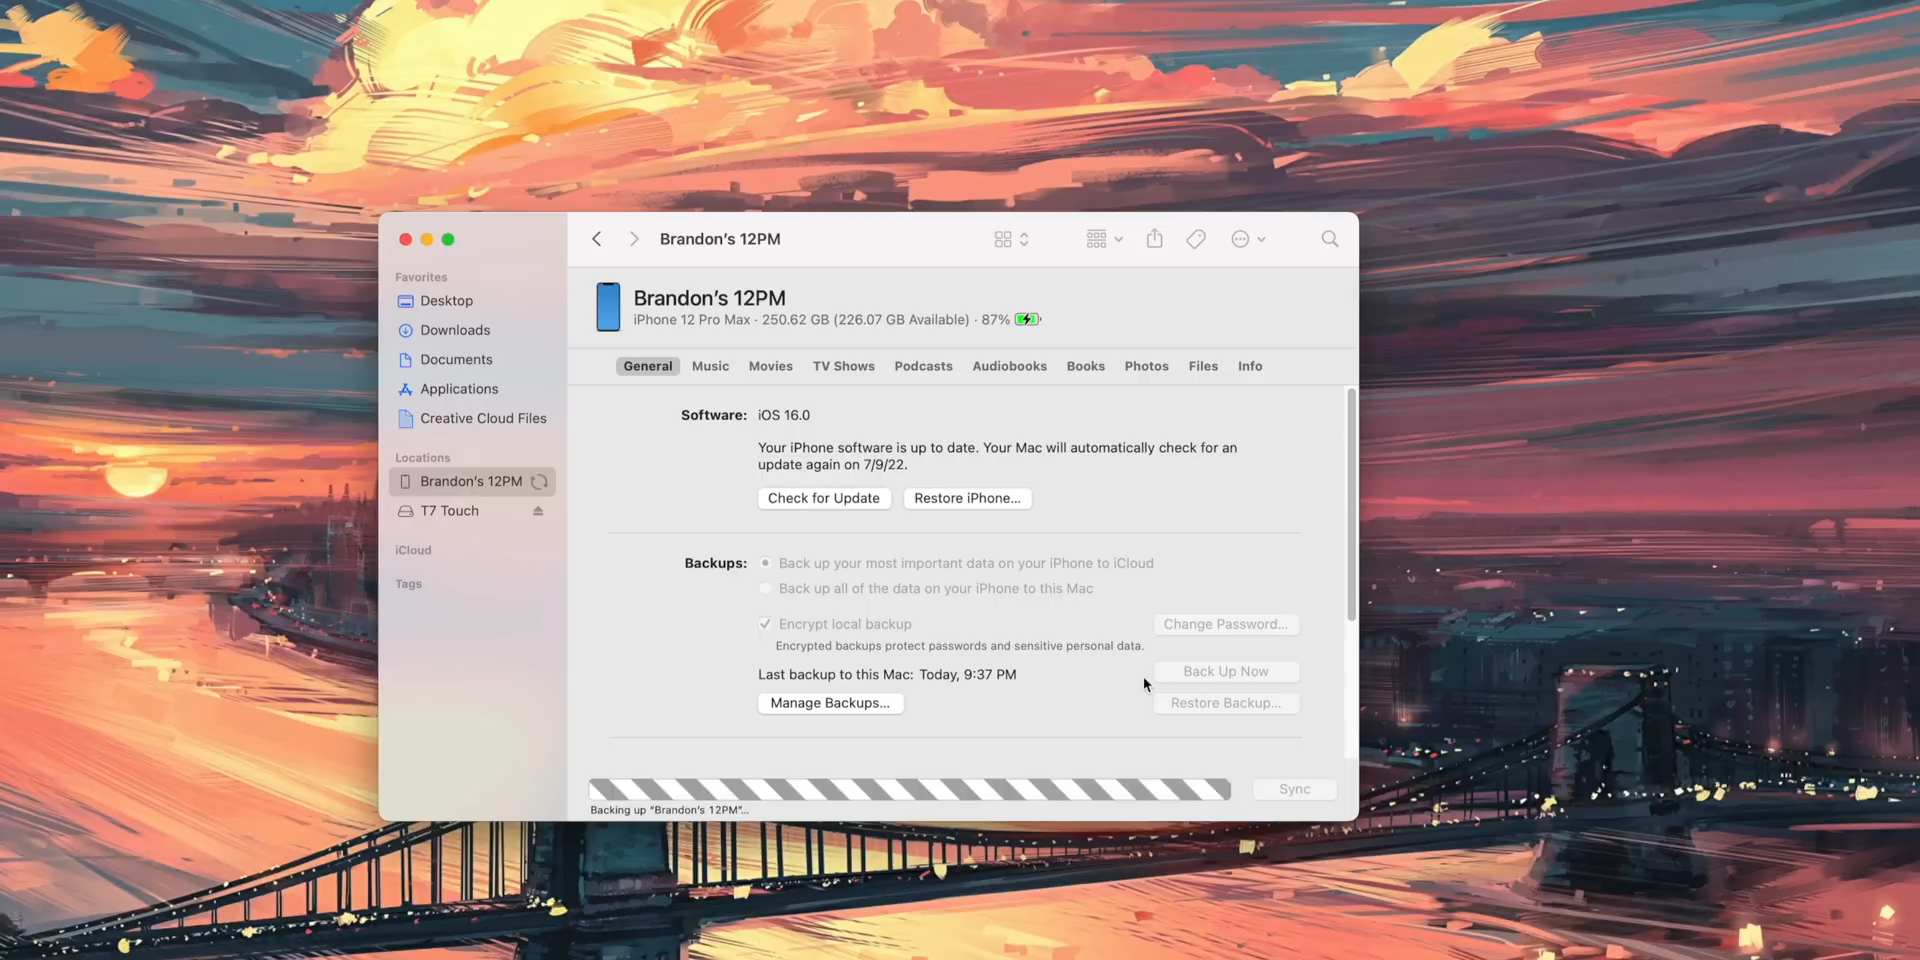 Brandon's 12PM
Favorites
Desktop
Downloads
Documents
Applications
Creative Cloud Files
Locations
Brandon's 12PM
T7 Touch
iCloud
Tags
Brandon's 12PM
iPhone 12 Pro Max · 250.62 GB (226.07 GB Available) · 87%
General Music Movies TV Shows Podcasts Audiobooks Books Photos Files Info
Software: iOS 16.0
Your iPhone software is up to date. Your Mac will automatically check for an
update again on 7/9/22.
Check for Update Restore iPhone...
Backups: Back up your most important data on your iPhone to iCloud
Back up all of the data on your iPhone to this Mac
Encrypt local backup Change Password...
Encrypted backups protect passwords and sensitive personal data.
Last backup to this Mac: Today, 9:37 PM Back Up Now
Manage Backups... Restore Backup...
Sync
Backing up "Brandon's 12PM"...